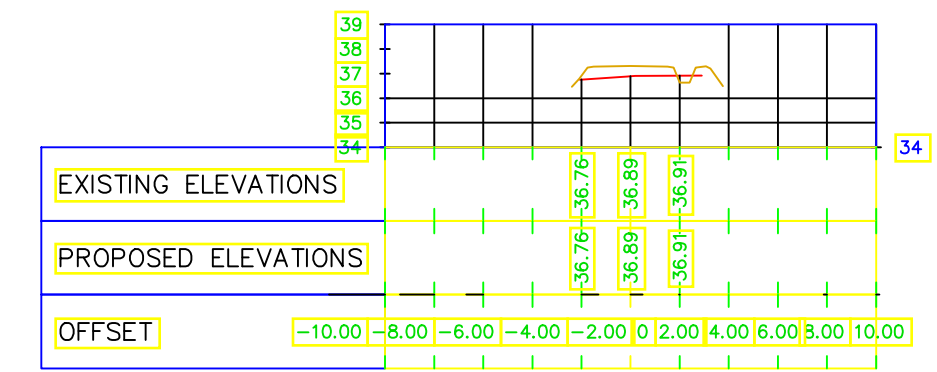 39
38
37
36
35
34 34
EXISTING ELEVATIONS 36.76 36.89 36.91
PROPOSED ELEVATIONS 36.76 36.89 36.91
OFFSET -10.00 -8.00 -6.00 -4.00 -2.00 0 2.00 4.00 6.00 8.00 10.00